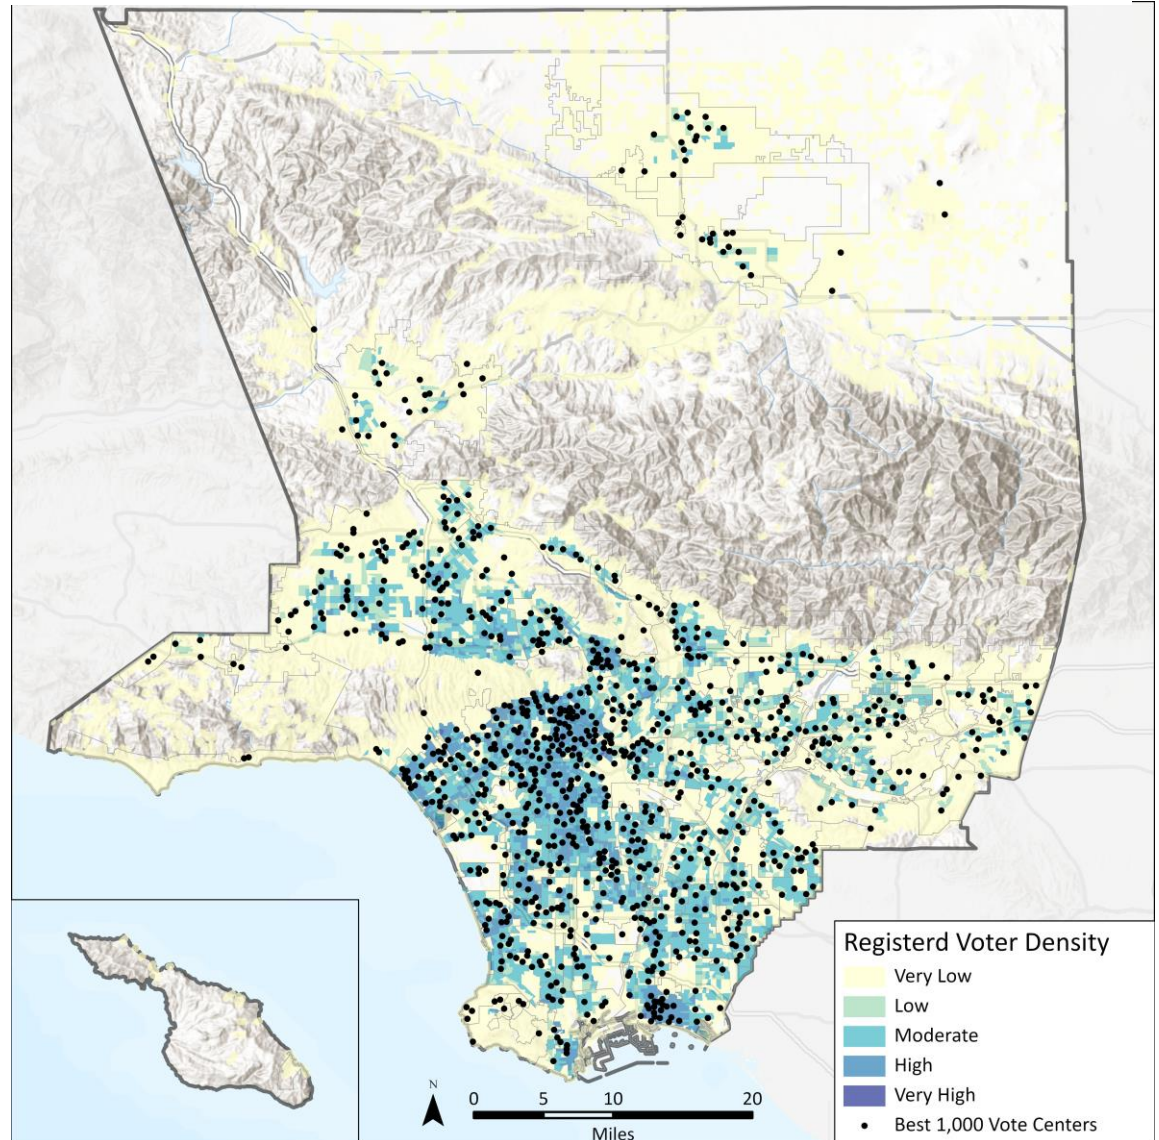 Registerd Voter Density
Very Low
Low
Moderate
High
Very High
Best 1,000 Vote Centers
N
0 5 10 20
Miles